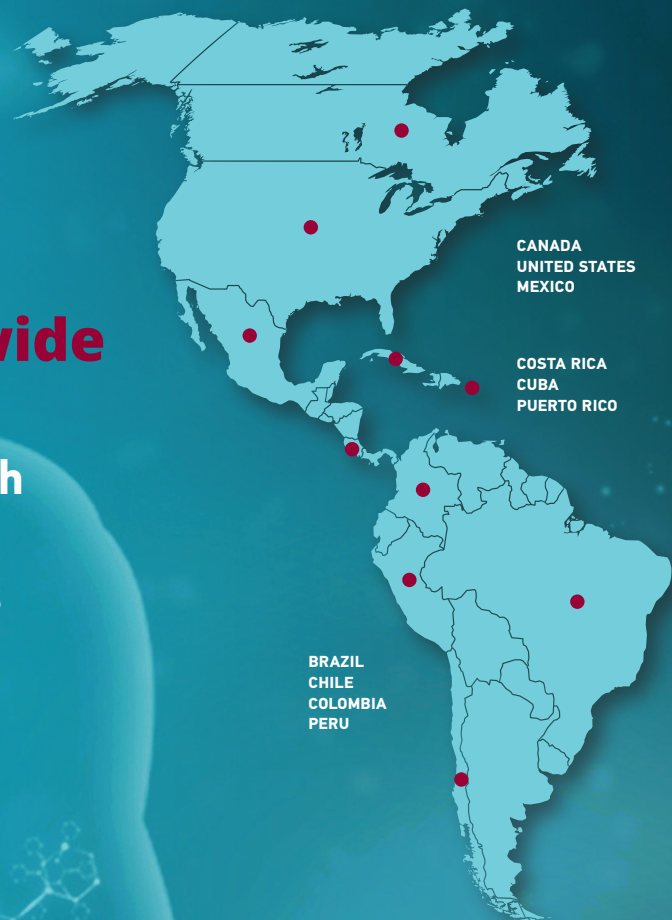 wide
h
CANADA
UNITED STATES
MEXICO
COSTA RICA
CUBA
PUERTO RICO
BRAZIL
CHILE
COLOMBIA
PERU